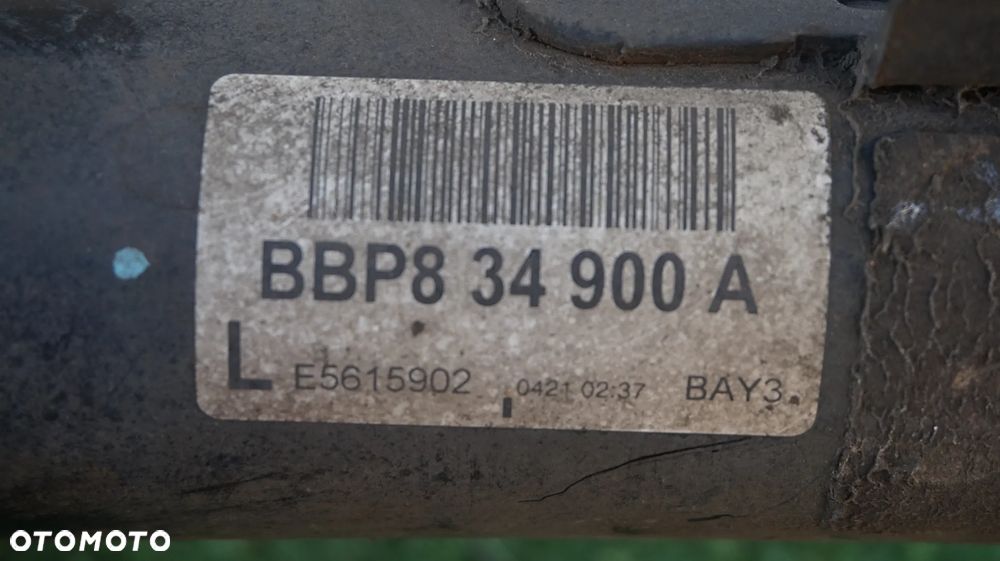 BBP8 34 900 A
L E5615902 0421 02:37 BAY3
OTOMOTO